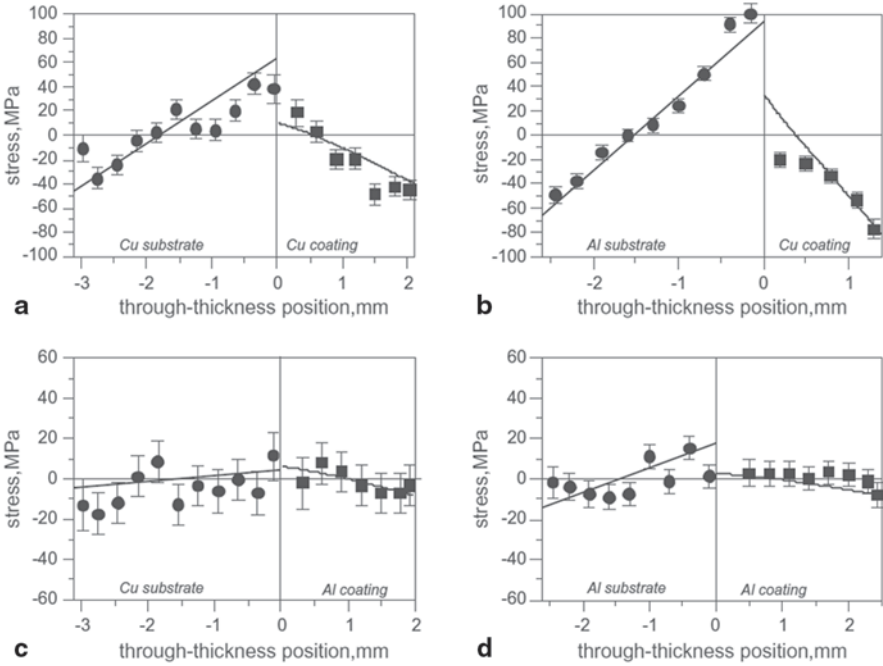 100
80
60
40
20
0
-20
-40
-60
-80
-100
stress,MPa
Cu substrate
Cu coating
-3 -2 -1 0 1 2
through-thickness position,mm
a
100
80
60
40
20
0
-20
-40
-60
-80
-100
stress,MPa
Al substrate
Cu coating
-2 -1 0 1
through-thickness position,mm
b
60
40
20
0
-20
-40
-60
stress,MPa
Cu substrate
Al coating
-3 -2 -1 0 1 2
through-thickness position,mm
c
60
40
20
0
-20
-40
-60
stress,MPa
Al substrate
Al coating
-2 -1 0 1 2
through-thickness position,mm
d